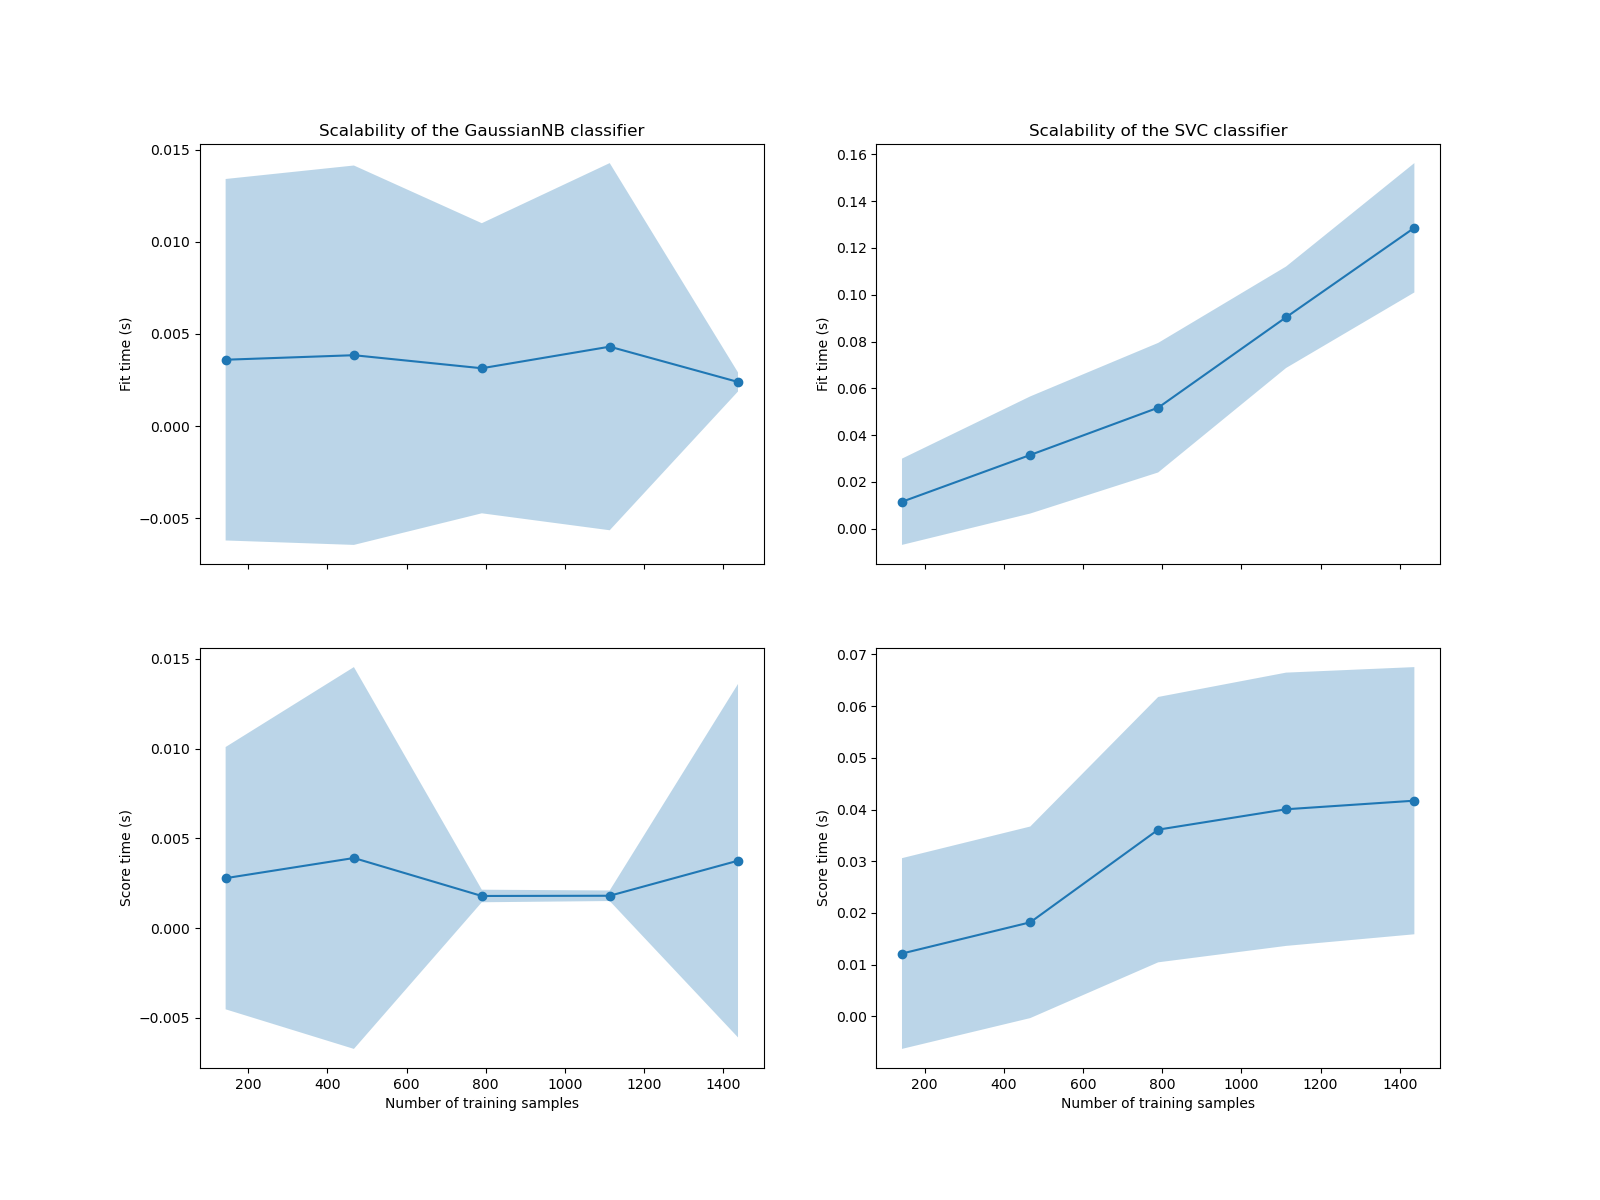 Scalability of the GaussianNB classifier
0.015
0.010
0.005
0.000
−0.005
Fit time (s)
Scalability of the SVC classifier
0.16
0.14
0.12
0.10
0.08
0.06
0.04
0.02
0.00
Fit time (s)
0.015
0.010
0.005
0.000
−0.005
Score time (s)
200 400 600 800 1000 1200 1400
Number of training samples
0.07
0.06
0.05
0.04
0.03
0.02
0.01
0.00
Score time (s)
200 400 600 800 1000 1200 1400
Number of training samples